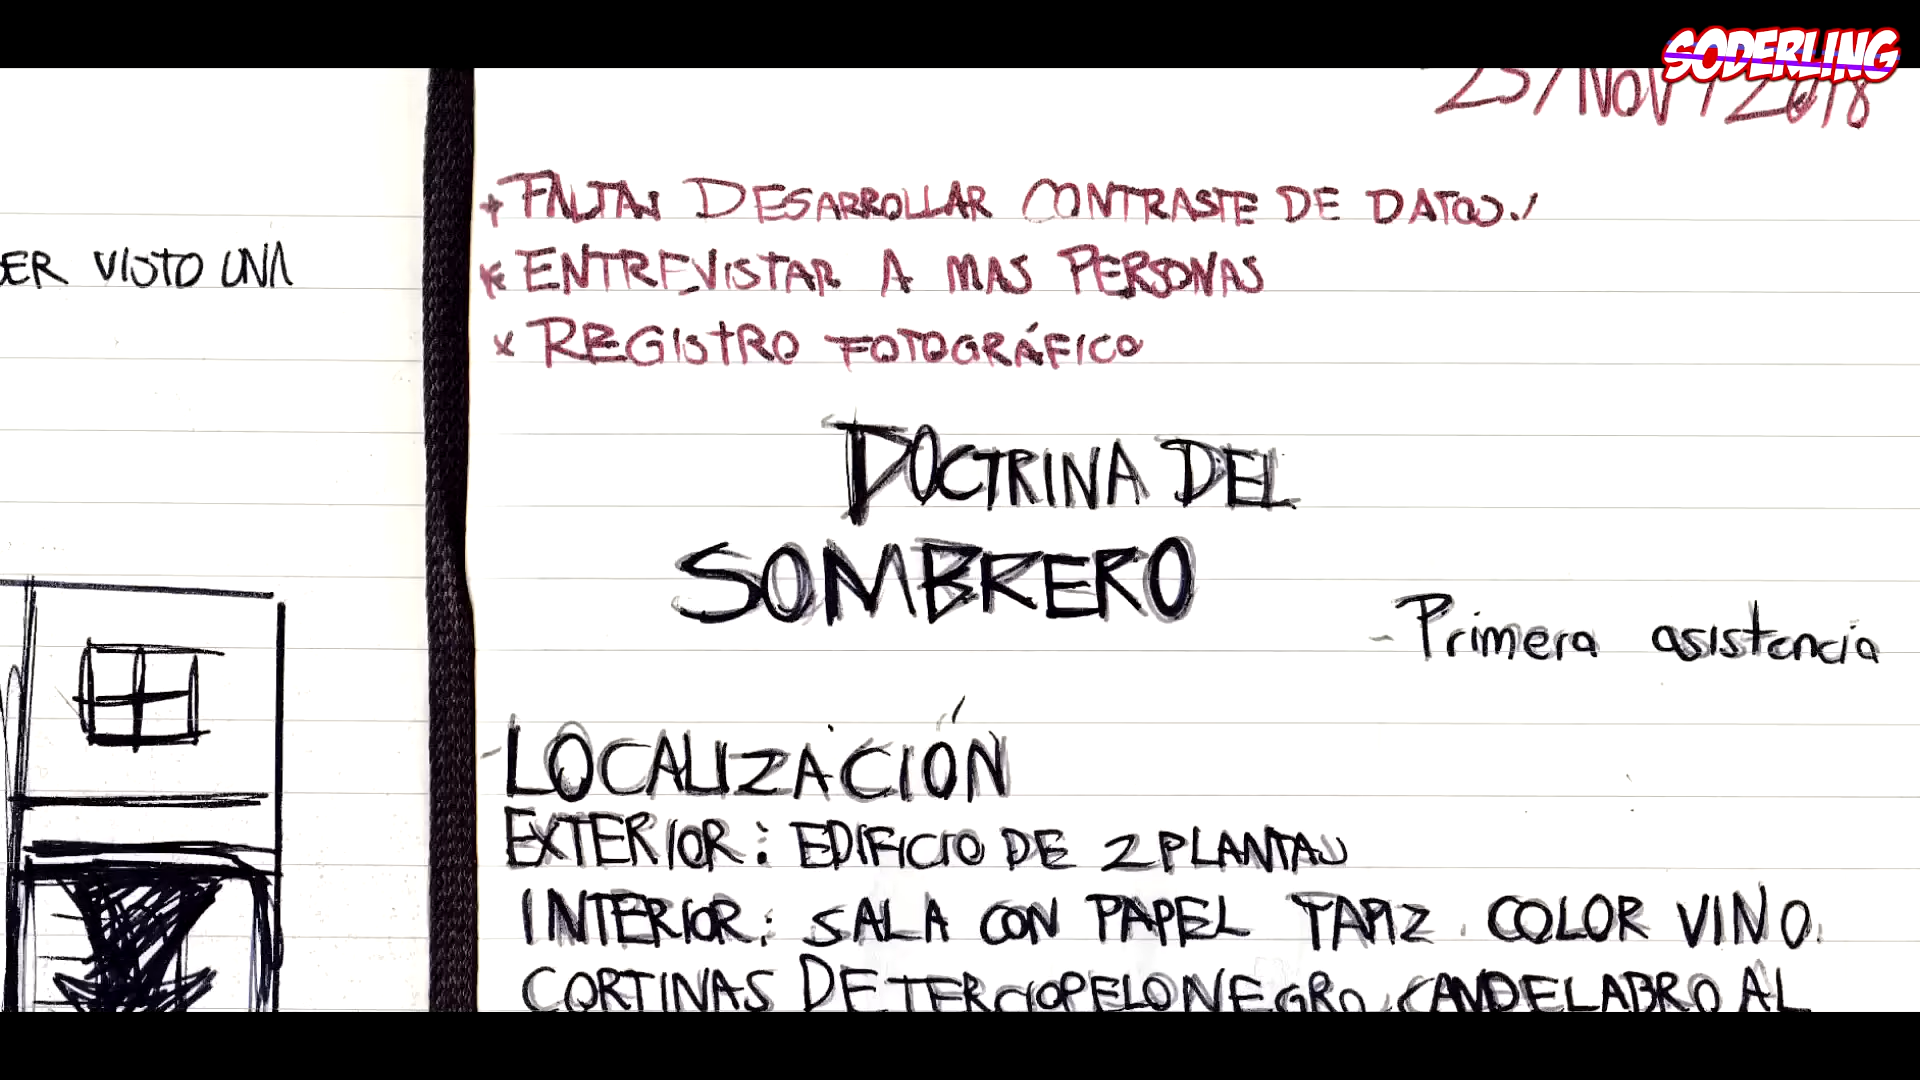 SODERLING
25/NOV/2018
ER VISTO UNA
+ FALTAN DESARROLLAR CONTRASTE DE DATOS.
* ENTREVISTAR A MAS PERSONAS
x REGISTRO FOTOGRÁFICO
DOCTRINA DEL
SOMBRERO
- Primera asistencia
- LOCALIZACIÓN
EXTERIOR: EDIFICIO DE 2 PLANTAS
INTERIOR: SALA CON PAPEL TAPIZ COLOR VINO.
CORTINAS DE TERCIOPELO NEGRO, CANDELABRO AL